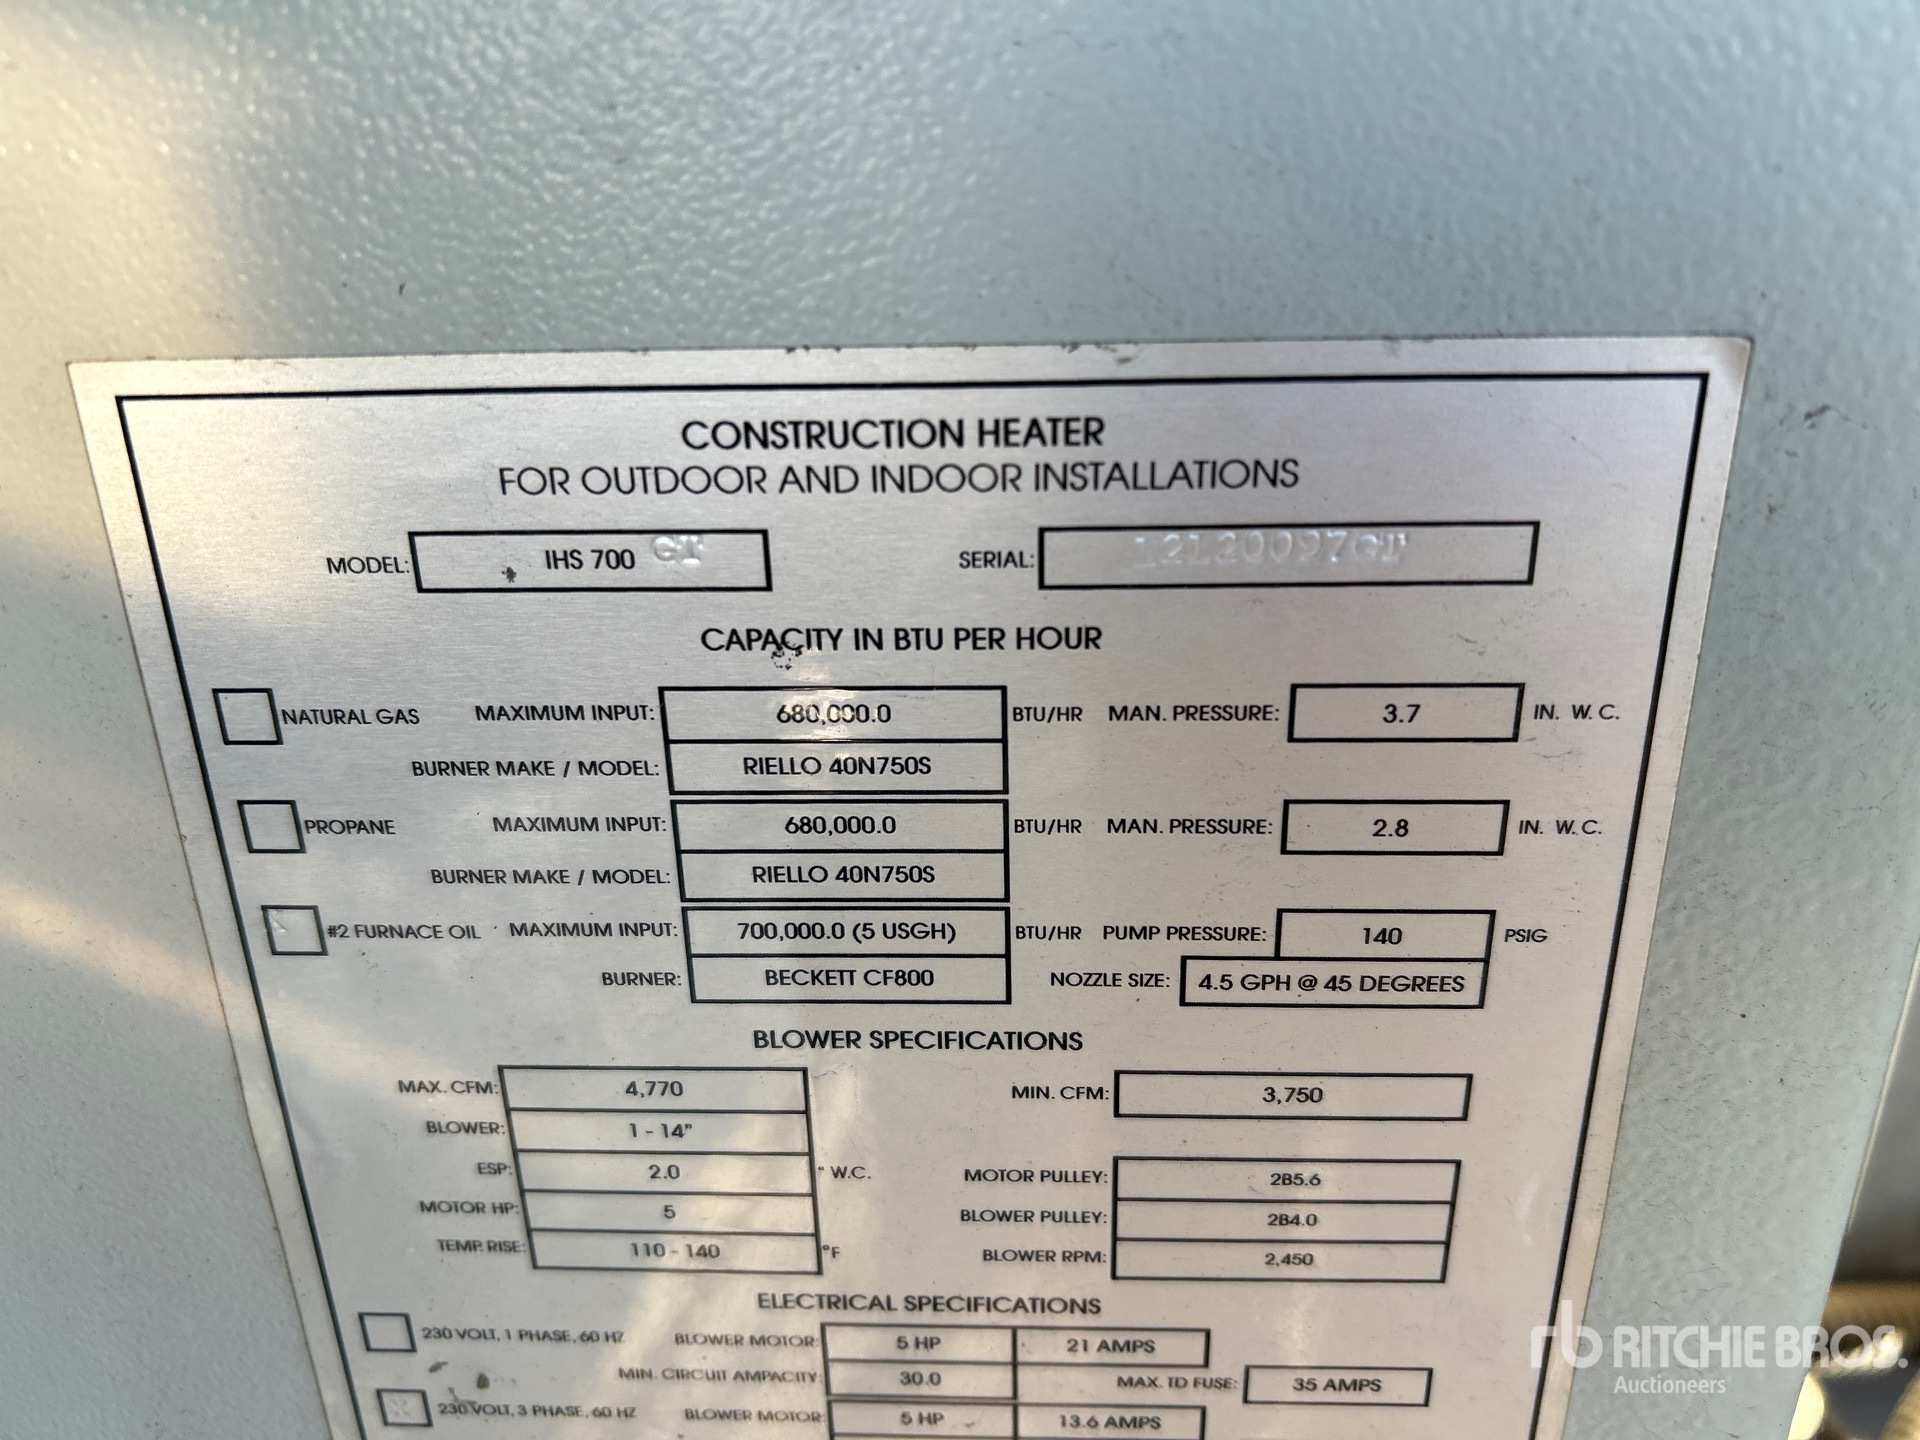 CONSTRUCTION HEATER
FOR OUTDOOR AND INDOOR INSTALLATIONS
MODEL: IHS 700 GT SERIAL: 12L20097GT
CAPACITY IN BTU PER HOUR
NATURAL GAS MAXIMUM INPUT: 680,000.0 BTU/HR MAN. PRESSURE: 3.7 IN. W.C.
BURNER MAKE / MODEL: RIELLO 40N750S
PROPANE MAXIMUM INPUT: 680,000.0 BTU/HR MAN. PRESSURE: 2.8 IN. W.C.
BURNER MAKE / MODEL: RIELLO 40N750S
#2 FURNACE OIL MAXIMUM INPUT: 700,000.0 (5 USGH) BTU/HR PUMP PRESSURE: 140 PSIG
BURNER: BECKETT CF800 NOZZLE SIZE: 4.5 GPH @ 45 DEGREES
BLOWER SPECIFICATIONS
MAX. CFM: 4,770 MIN. CFM: 3,750
BLOWER: 1 - 14"
ESP: 2.0 " W.C. MOTOR PULLEY: 2B5.6
MOTOR HP: 5 BLOWER PULLEY: 2B4.0
TEMP. RISE: 110 - 140 °F BLOWER RPM: 2,450
ELECTRICAL SPECIFICATIONS
230 VOLT, 1 PHASE, 60 HZ BLOWER MOTOR: 5 HP 21 AMPS
MIN. CIRCUIT AMPACITY: 30.0 MAX. TD FUSE: 35 AMPS
230 VOLT, 3 PHASE, 60 HZ BLOWER MOTOR: 5 HP 13.6 AMPS
rb RITCHIE BROS.
Auctioneers